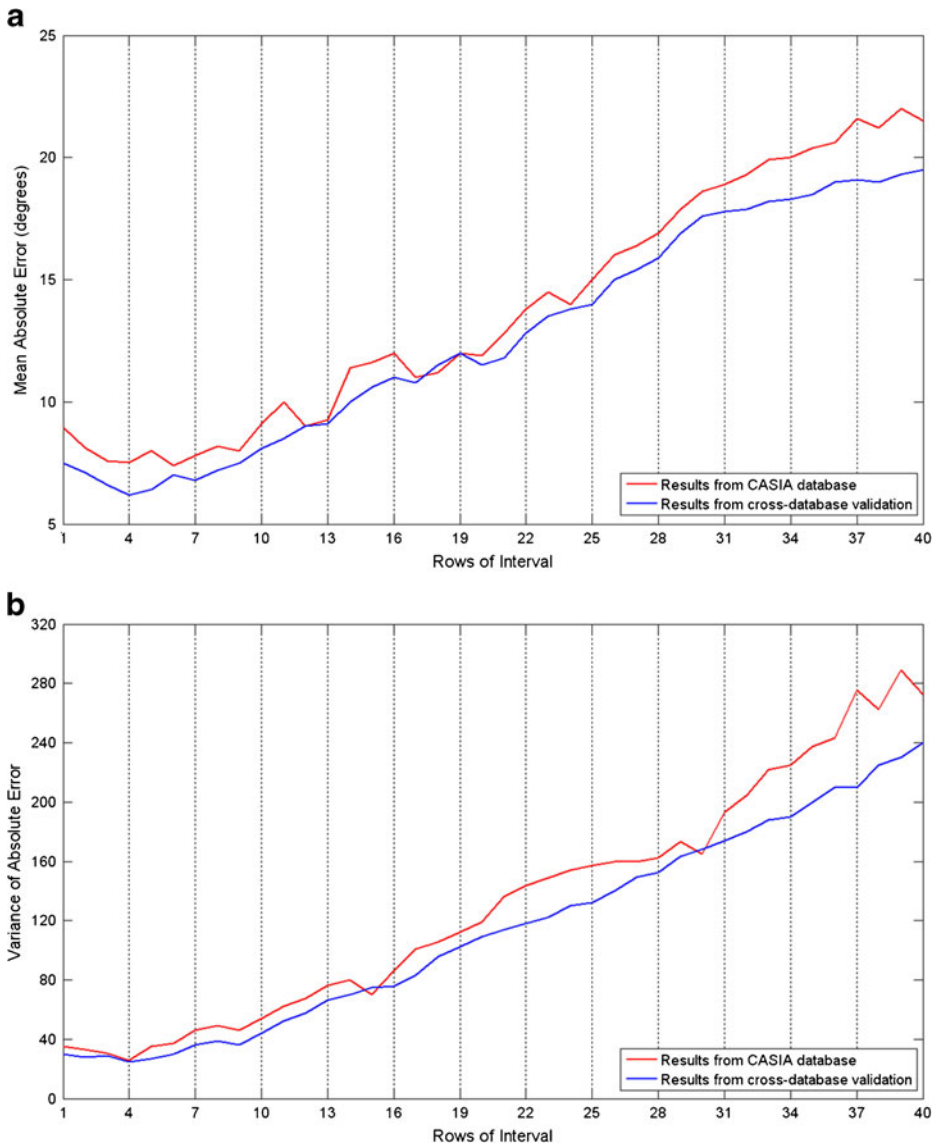 a
25
20
15
10
5
Mean Absolute Error (degrees)
Results from CASIA database
Results from cross-database validation
1 4 7 10 13 16 19 22 25 28 31 34 37 40
Rows of Interval
b
320
280
240
200
160
120
80
40
0
Variance of Absolute Error
Results from CASIA database
Results from cross-database validation
1 4 7 10 13 16 19 22 25 28 31 34 37 40
Rows of Interval